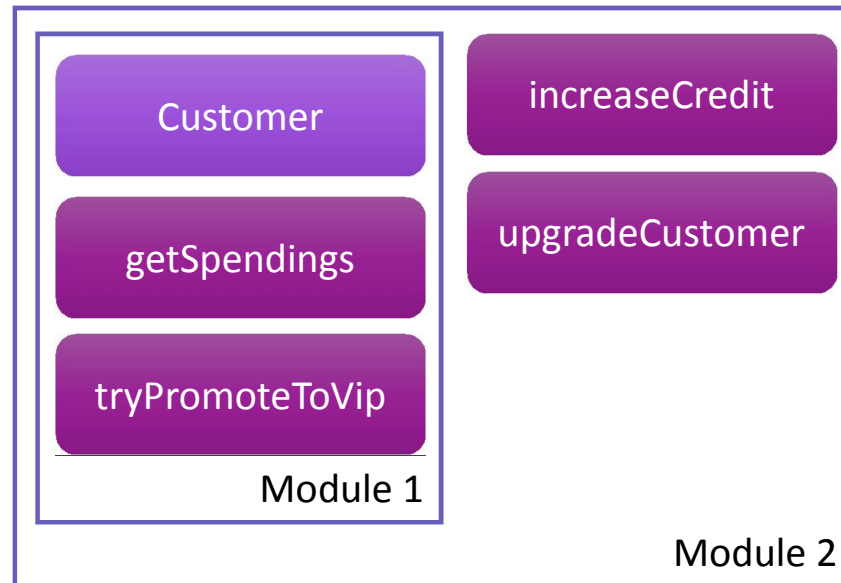 Customer
getSpendings
tryPromoteToVip
Module 1
increaseCredit
upgradeCustomer
Module 2